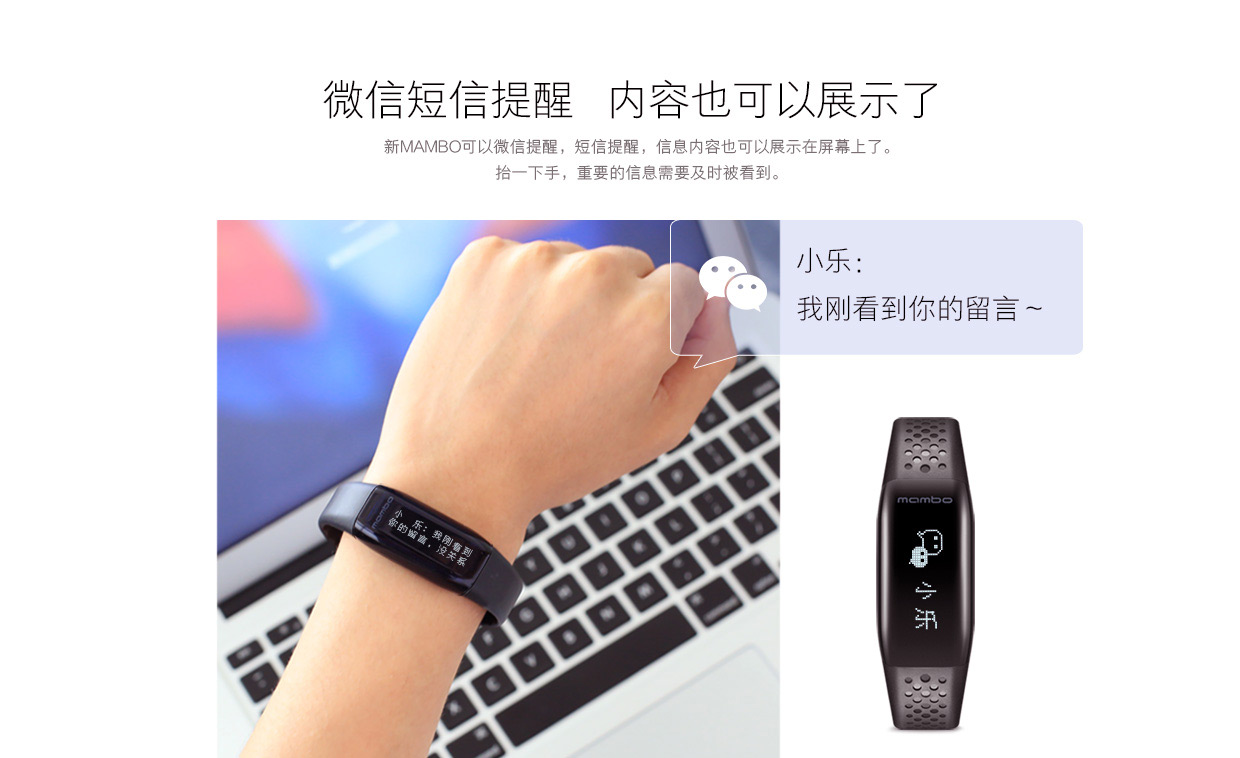 微信短信提醒 内容也可以展示了
新MAMBO可以微信提醒，短信提醒，信息内容也可以展示在屏幕上了。
抬一下手，重要的信息需要及时被看到。
小乐：
我刚看到你的留言～
mambo
小乐：我刚看到
你的留言，没关系
mambo
小乐